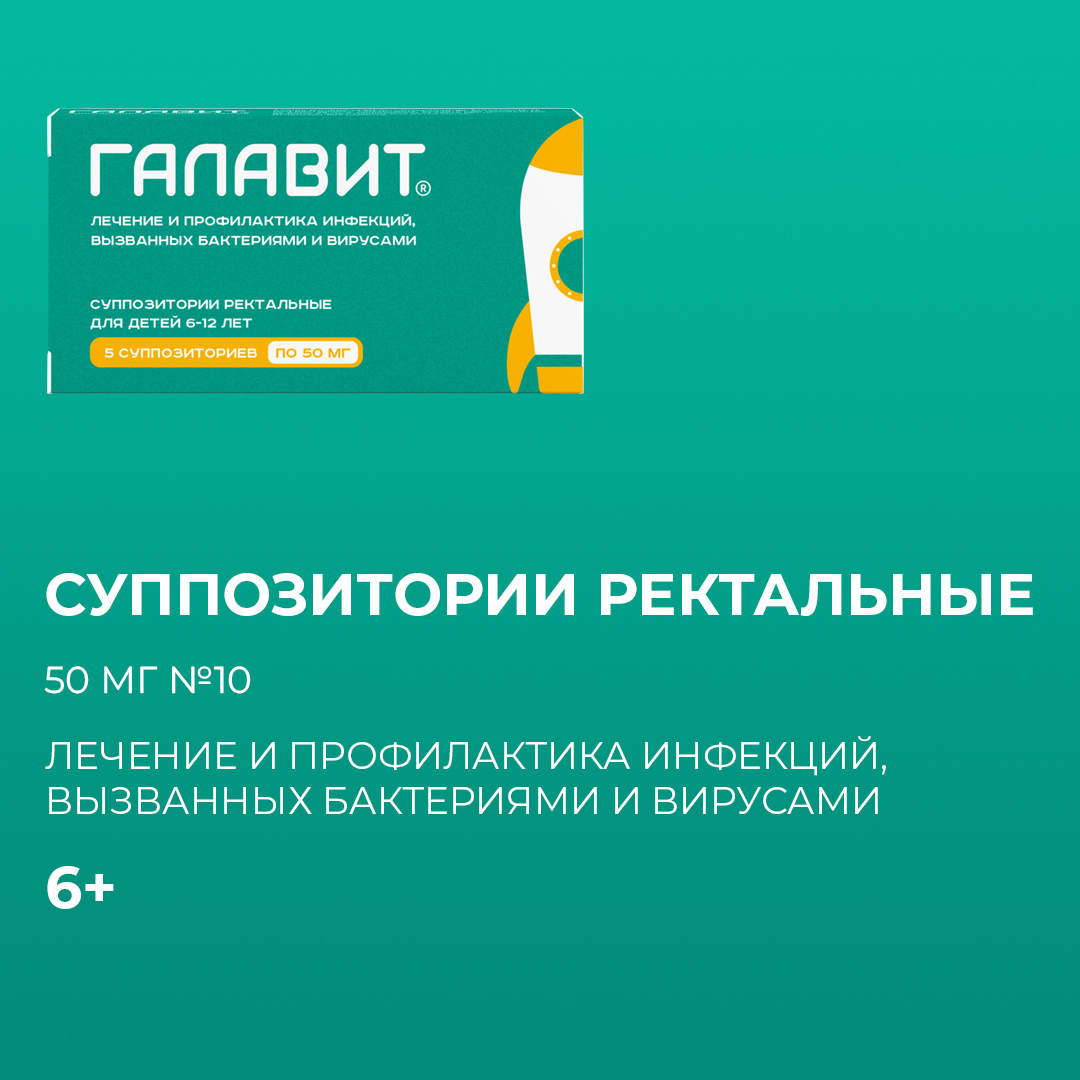 ГАЛАВИТ®
ЛЕЧЕНИЕ И ПРОФИЛАКТИКА ИНФЕКЦИЙ,
ВЫЗВАННЫХ БАКТЕРИЯМИ И ВИРУСАМИ
СУППОЗИТОРИИ РЕКТАЛЬНЫЕ
ДЛЯ ДЕТЕЙ 6-12 ЛЕТ
5 СУППОЗИТОРИЕВ ПО 50 МГ
СУППОЗИТОРИИ РЕКТАЛЬНЫЕ
50 МГ №10
ЛЕЧЕНИЕ И ПРОФИЛАКТИКА ИНФЕКЦИЙ,
ВЫЗВАННЫХ БАКТЕРИЯМИ И ВИРУСАМИ
6+